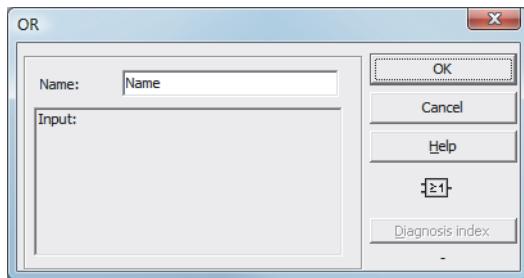 OR
Name: Name
Input:
OK
Cancel
Help
≥1
Diagnosis index
-